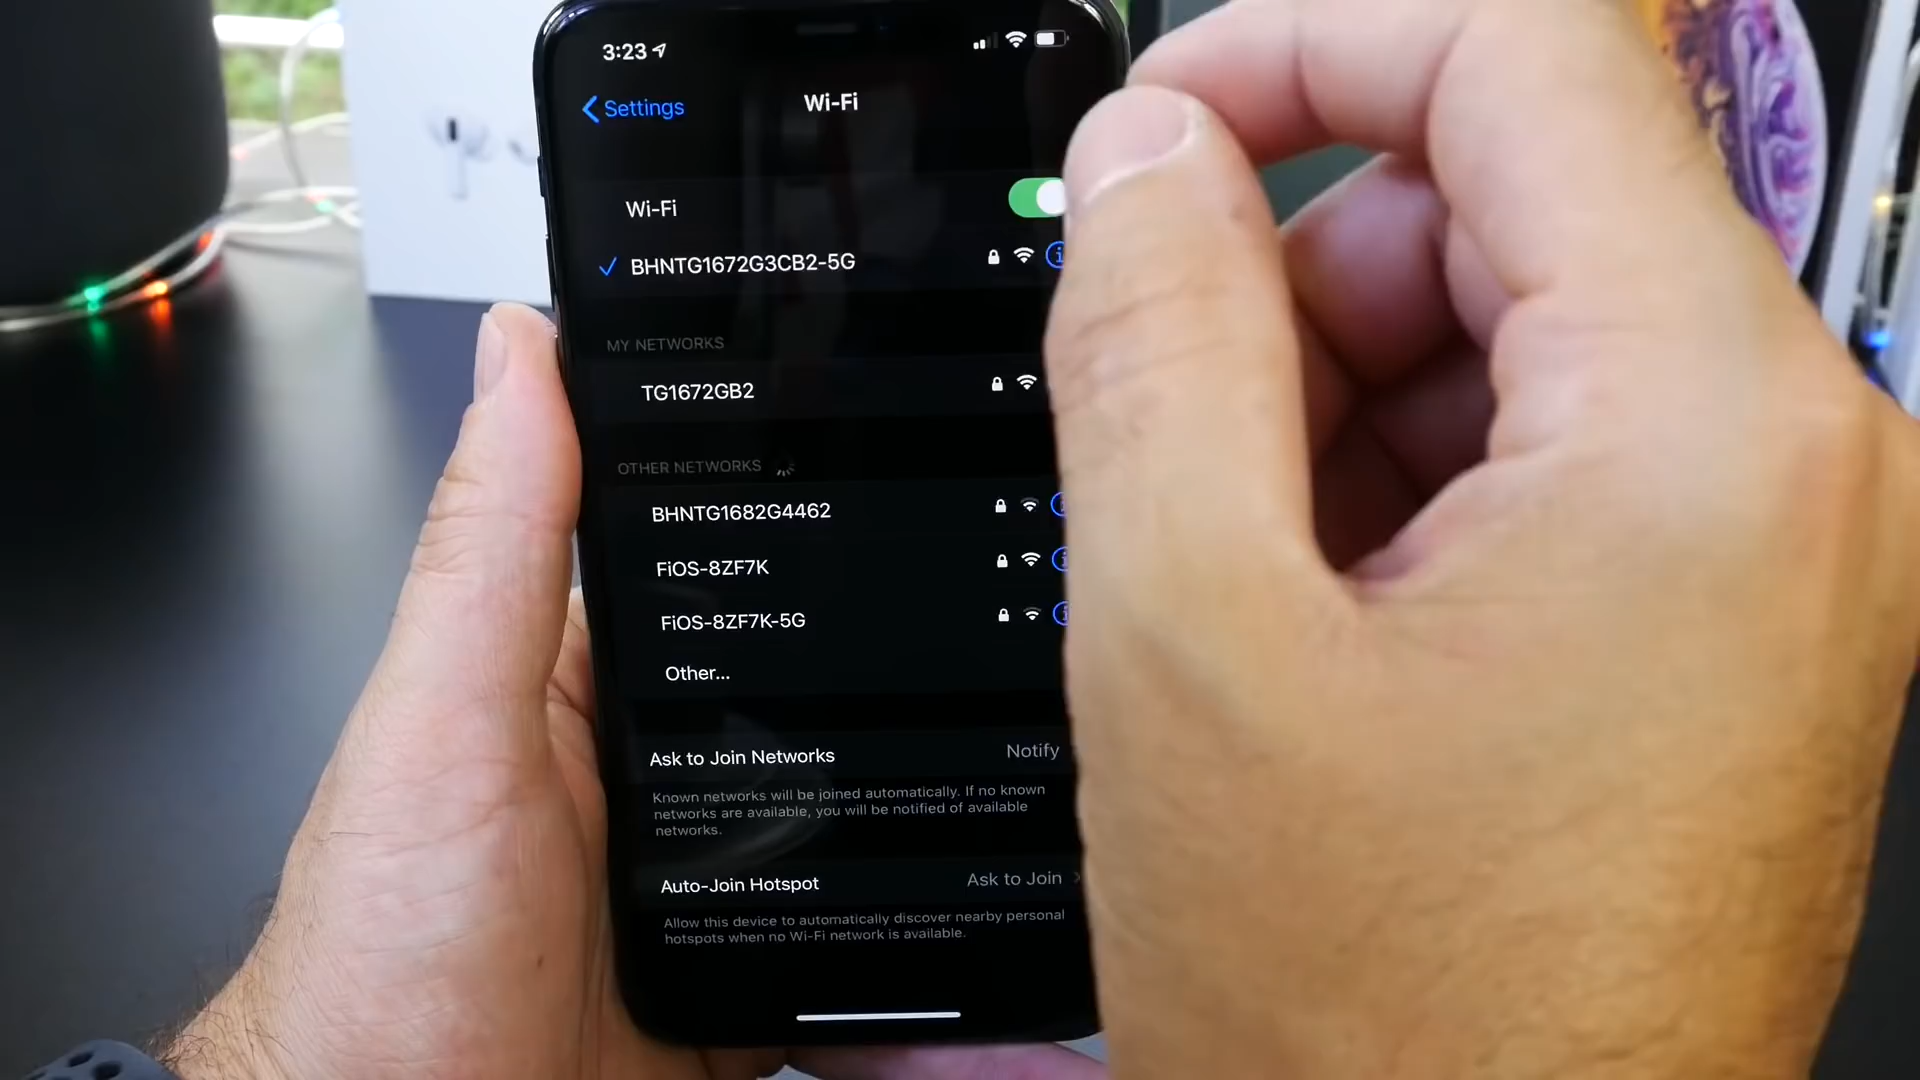 3:23
Settings
Wi-Fi
Wi-Fi
BHNTG1672G3CB2-5G
MY NETWORKS
TG1672GB2
OTHER NETWORKS
BHNTG1682G4462
FiOS-8ZF7K
FiOS-8ZF7K-5G
Other...
Ask to Join Networks Notify
Known networks will be joined automatically. If no known
networks are available, you will be notified of available
networks.
Auto-Join Hotspot Ask to Join
Allow this device to automatically discover nearby personal
hotspots when no Wi-Fi network is available.